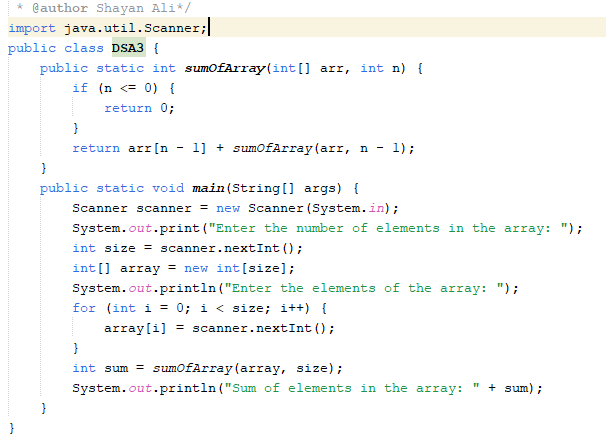 * @author Shayan Ali*/
import java.util.Scanner;
public class DSA3 {
    public static int sumOfArray(int[] arr, int n) {
        if (n <= 0) {
            return 0;
        }
        return arr[n - 1] + sumOfArray(arr, n - 1);
    }
    public static void main(String[] args) {
        Scanner scanner = new Scanner(System.in);
        System.out.print("Enter the number of elements in the array: ");
        int size = scanner.nextInt();
        int[] array = new int[size];
        System.out.println("Enter the elements of the array: ");
        for (int i = 0; i < size; i++) {
            array[i] = scanner.nextInt();
        }
        int sum = sumOfArray(array, size);
        System.out.println("Sum of elements in the array: " + sum);
    }
}